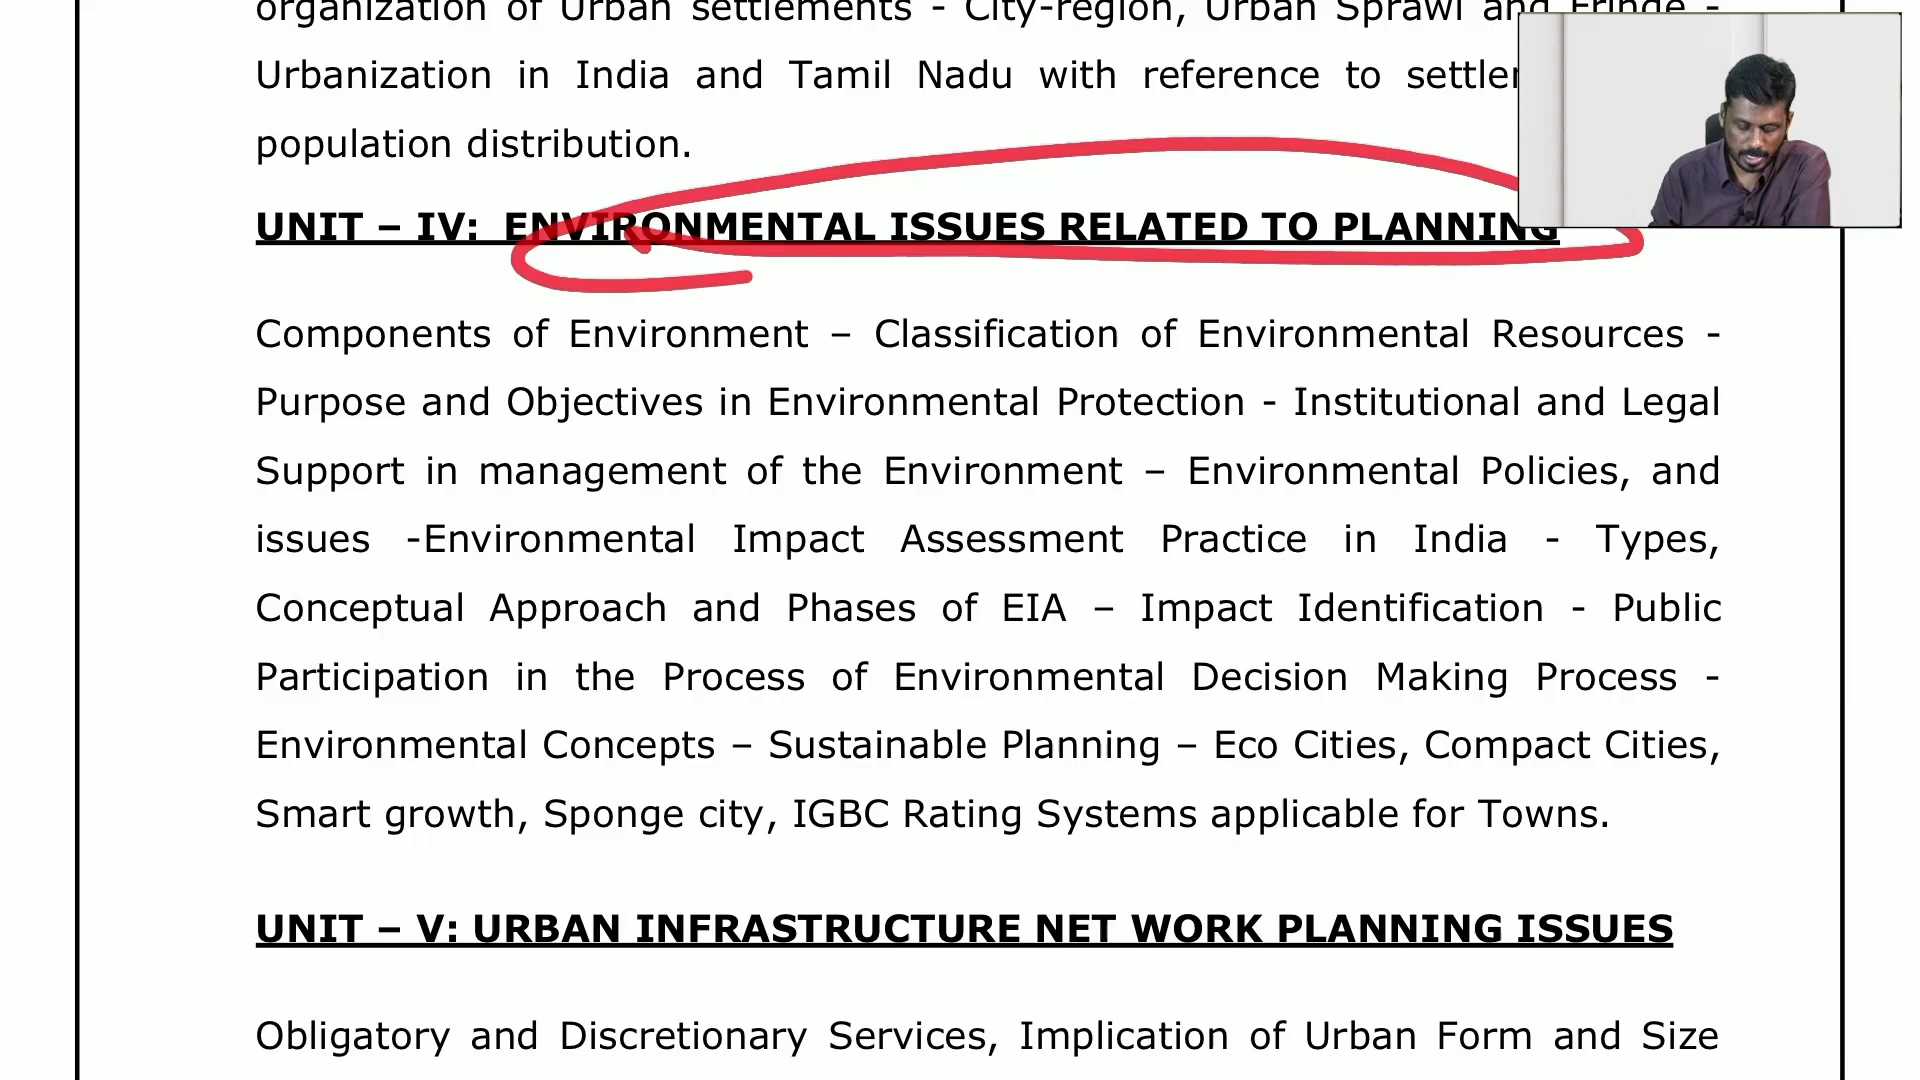 organization of Urban settlements - City-region, Urban Sprawl and Fringe -
Urbanization in India and Tamil Nadu with reference to
population distribution.
UNIT – IV: ENVIRONMENTAL ISSUES RELATED TO PLANNING
Components of Environment – Classification of Environmental Resources -
Purpose and Objectives in Environmental Protection - Institutional and Legal
Support in management of the Environment – Environmental Policies, and
issues -Environmental Impact Assessment Practice in India - Types,
Conceptual Approach and Phases of EIA – Impact Identification - Public
Participation in the Process of Environmental Decision Making Process -
Environmental Concepts – Sustainable Planning – Eco Cities, Compact Cities,
Smart growth, Sponge city, IGBC Rating Systems applicable for Towns.
UNIT – V: URBAN INFRASTRUCTURE NET WORK PLANNING ISSUES
Obligatory and Discretionary Services, Implication of Urban Form and Size